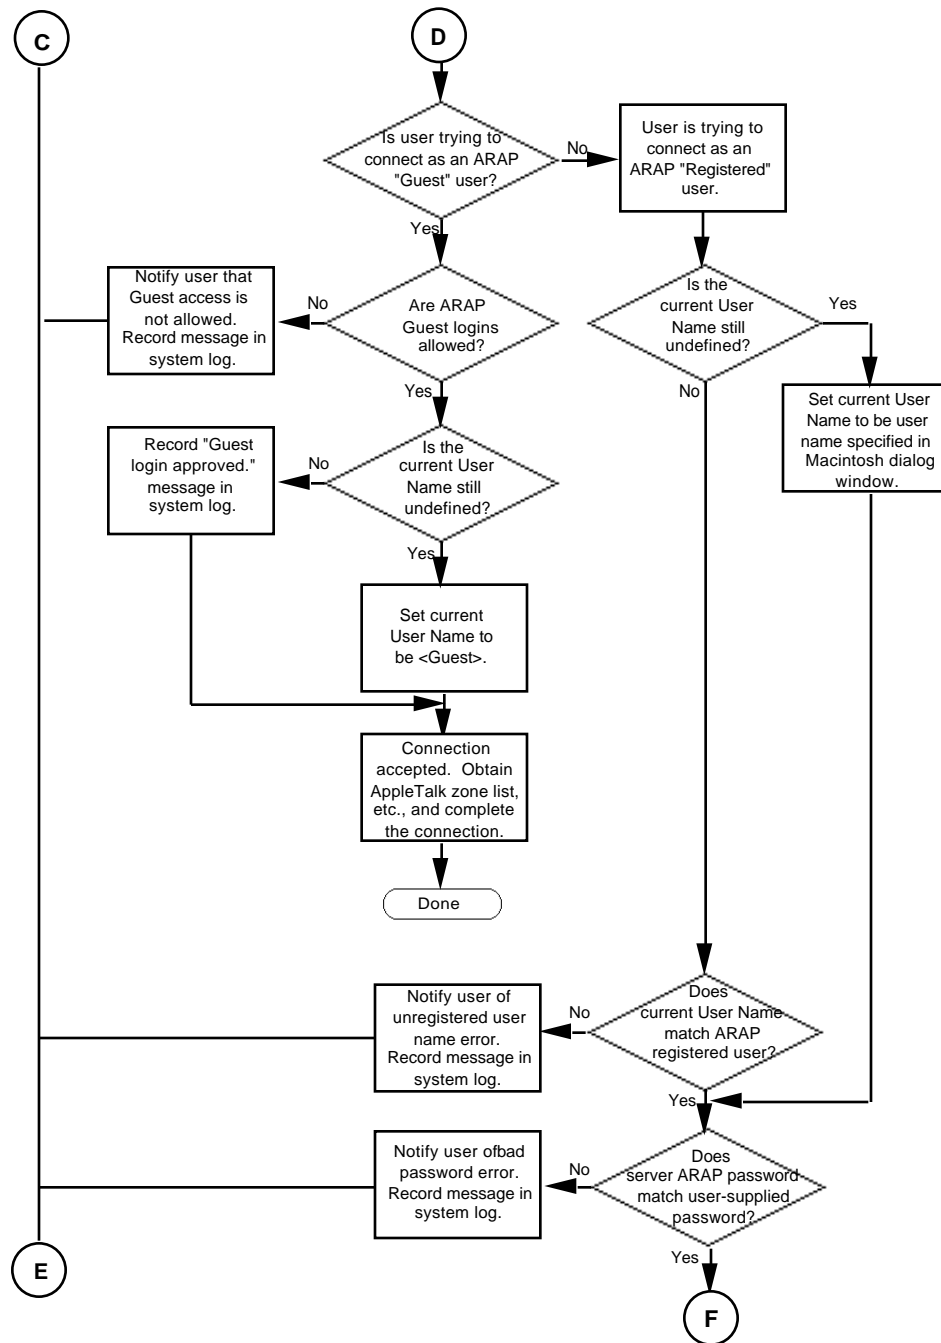 C
D
Is user trying to
connect as an ARAP
"Guest" user?
No
User is trying to
connect as an
ARAP "Registered"
user.
Yes
Notify user that
Guest access is
not allowed.
Record message in
system log.
No
Are ARAP
Guest logins
allowed?
Is the
current User
Name still
undefined?
Yes
Yes
No
Set current User
Name to be user
name specified in
Macintosh dialog
window.
Record "Guest
login approved."
message in
system log.
No
Is the
current User
Name still
undefined?
Yes
Set current
User Name to
be <Guest>.
Connection
accepted. Obtain
AppleTalk zone list,
etc., and complete
the connection.
Done
Notify user of
unregistered user
name error.
Record message in
system log.
No
Does
current User Name
match ARAP
registered user?
Yes
Notify user ofbad
password error.
Record message in
system log.
No
Does
server ARAP password
match user-supplied
password?
Yes
E
F